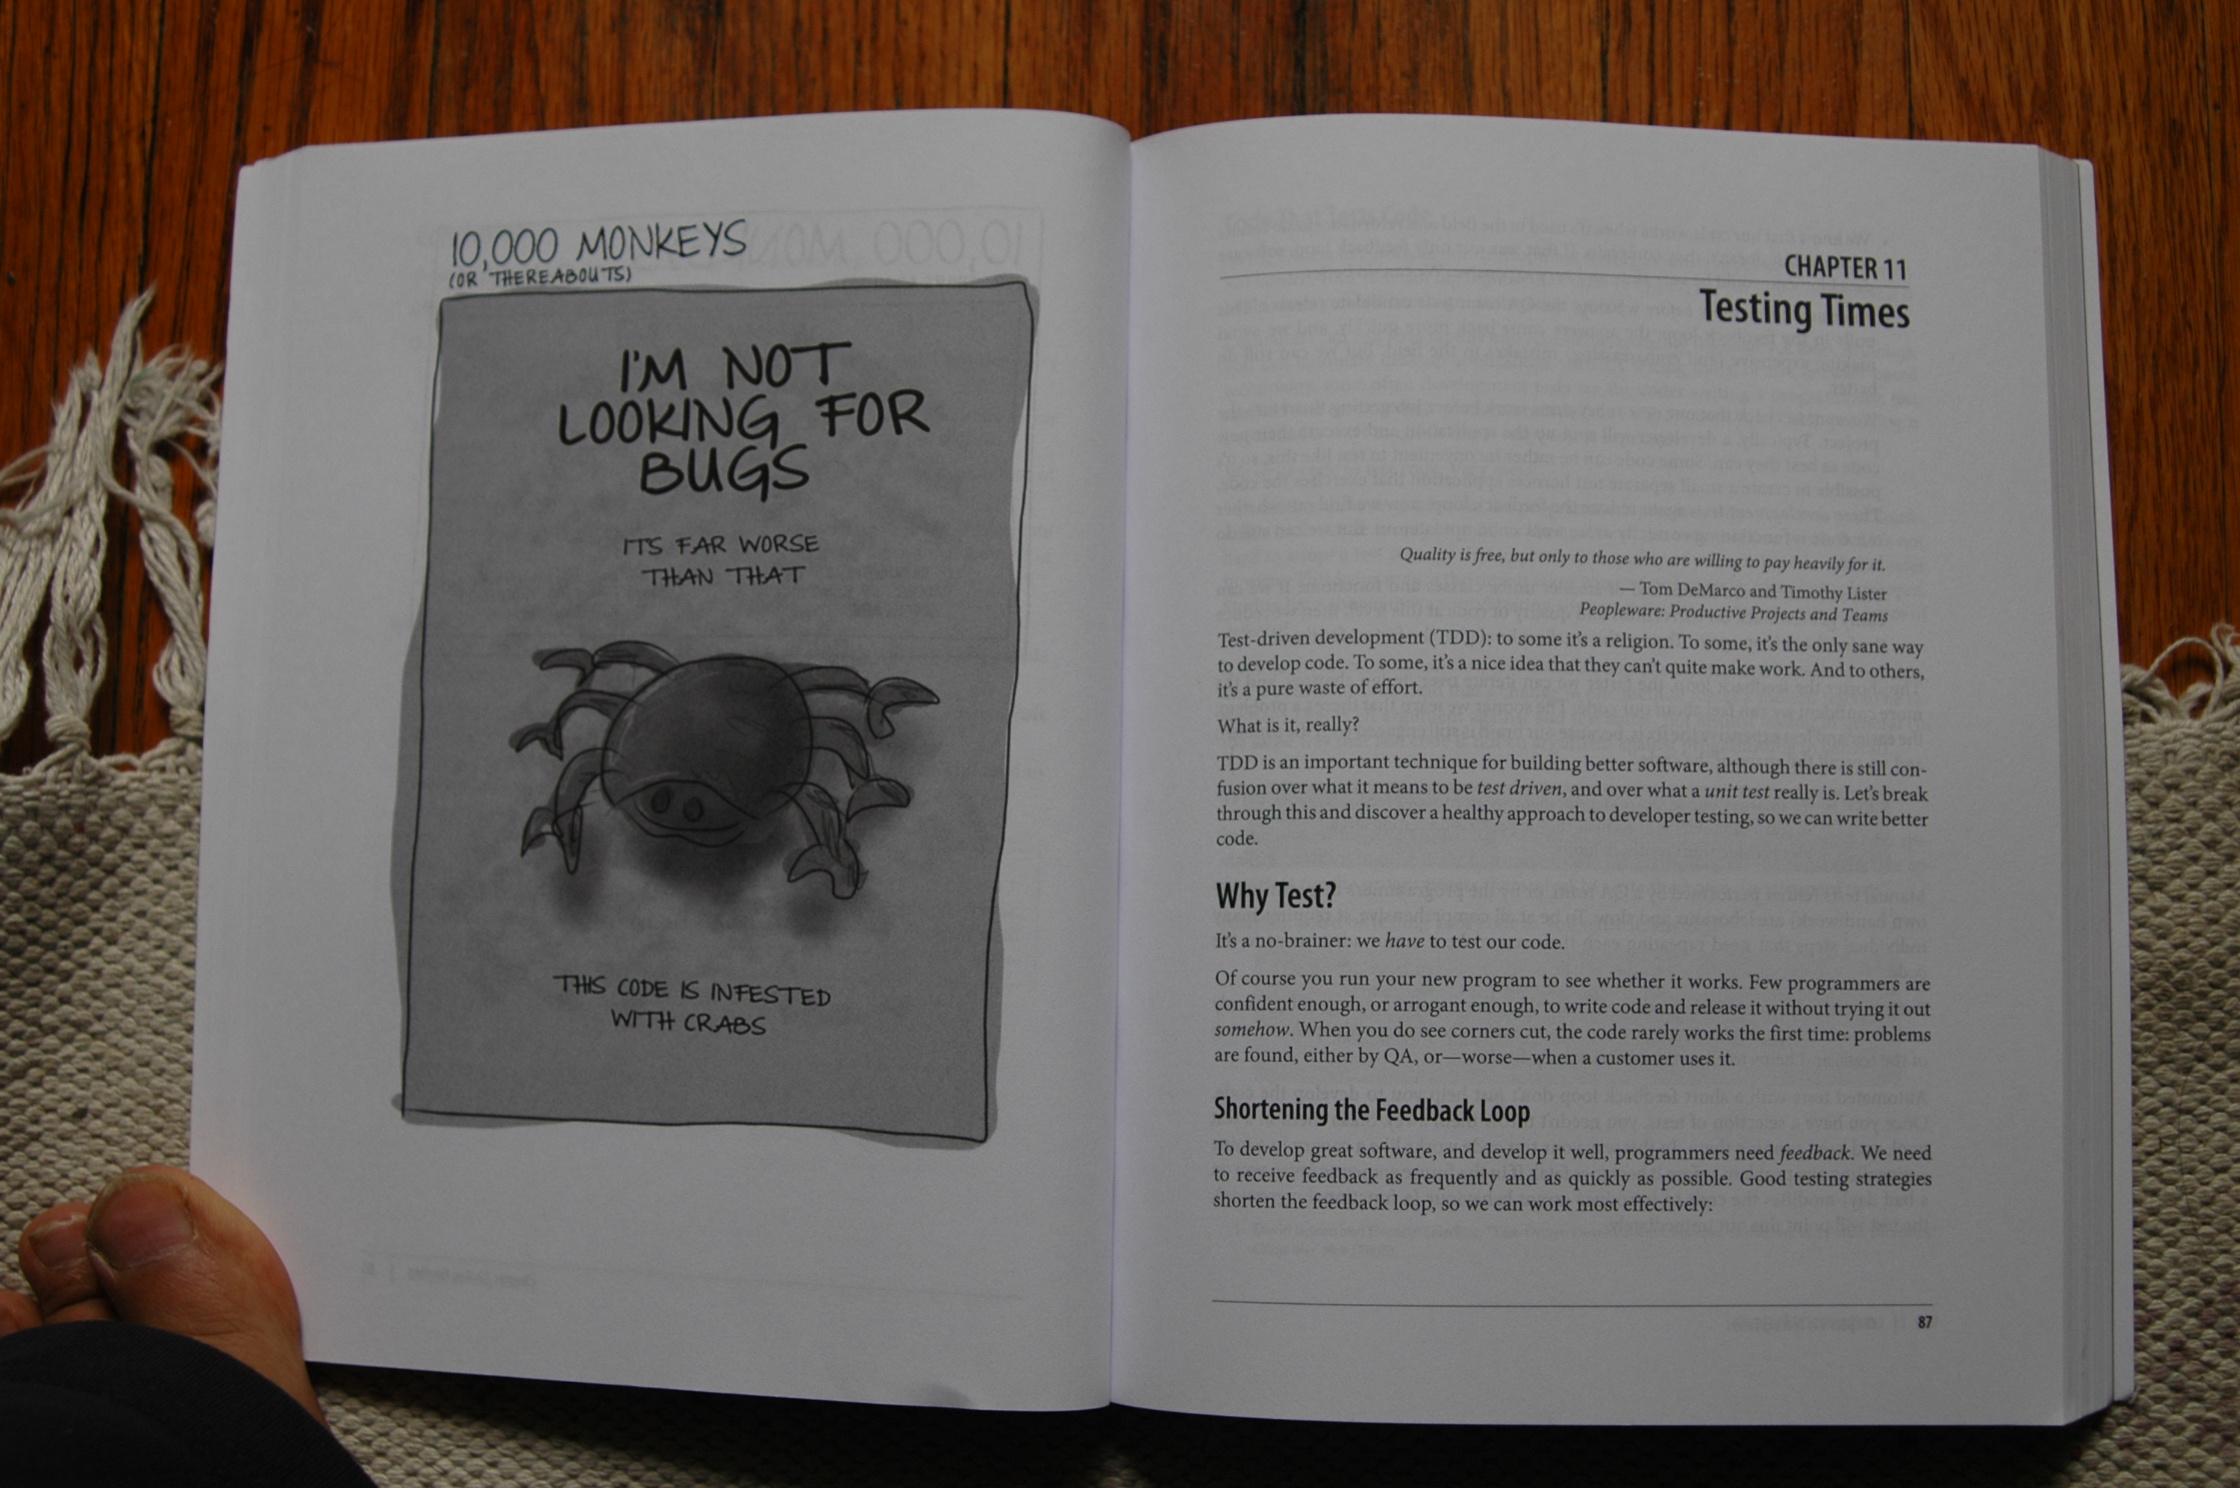 10,000 MONKEYS
(OR THEREABOUTS)
I'M NOT
LOOKING FOR
BUGS
ITS FAR WORSE
THAN THAT
THIS CODE IS INFESTED
WITH CRABS
CHAPTER 11
Testing Times
Quality is free, but only to those who are willing to pay heavily for it.
— Tom DeMarco and Timothy Lister
Peopleware: Productive Projects and Teams
Test-driven development (TDD): to some it's a religion. To some, it's the only sane way
to develop code. To some, it's a nice idea that they can't quite make work. And to others,
it's a pure waste of effort.
What is it, really?
TDD is an important technique for building better software, although there is still con-
fusion over what it means to be test driven, and over what a unit test really is. Let's break
through this and discover a healthy approach to developer testing, so we can write better
code.
Why Test?
It's a no-brainer: we have to test our code.
Of course you run your new program to see whether it works. Few programmers are
confident enough, or arrogant enough, to write code and release it without trying it out
somehow. When you do see corners cut, the code rarely works the first time: problems
are found, either by QA, or—worse—when a customer uses it.
Shortening the Feedback Loop
To develop great software, and develop it well, programmers need feedback. We need
to receive feedback as frequently and as quickly as possible. Good testing strategies
shorten the feedback loop, so we can work most effectively:
87